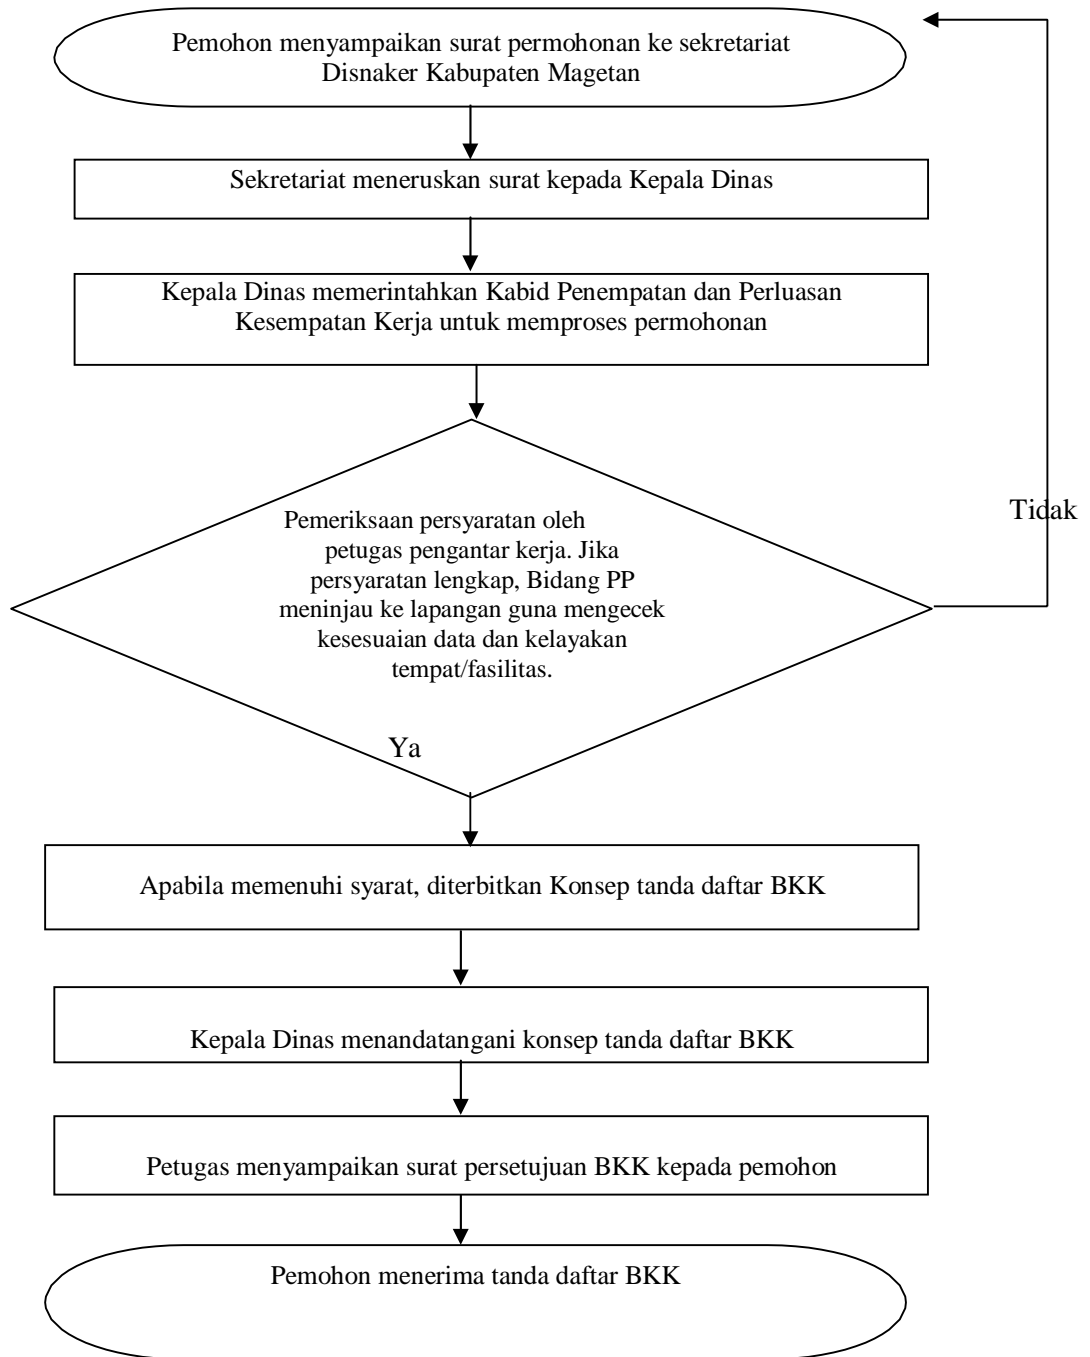 Pemohon menyampaikan surat permohonan ke sekretariat
Disnaker Kabupaten Magetan
Sekretariat meneruskan surat kepada Kepala Dinas
Kepala Dinas memerintahkan Kabid Penempatan dan Perluasan
Kesempatan Kerja untuk memproses permohonan
Pemeriksaan persyaratan oleh
petugas pengantar kerja. Jika
persyaratan lengkap, Bidang PP
meninjau ke lapangan guna mengecek
kesesuaian data dan kelayakan
tempat/fasilitas.
Tidak
Ya
Apabila memenuhi syarat, diterbitkan Konsep tanda daftar BKK
Kepala Dinas menandatangani konsep tanda daftar BKK
Petugas menyampaikan surat persetujuan BKK kepada pemohon
Pemohon menerima tanda daftar BKK